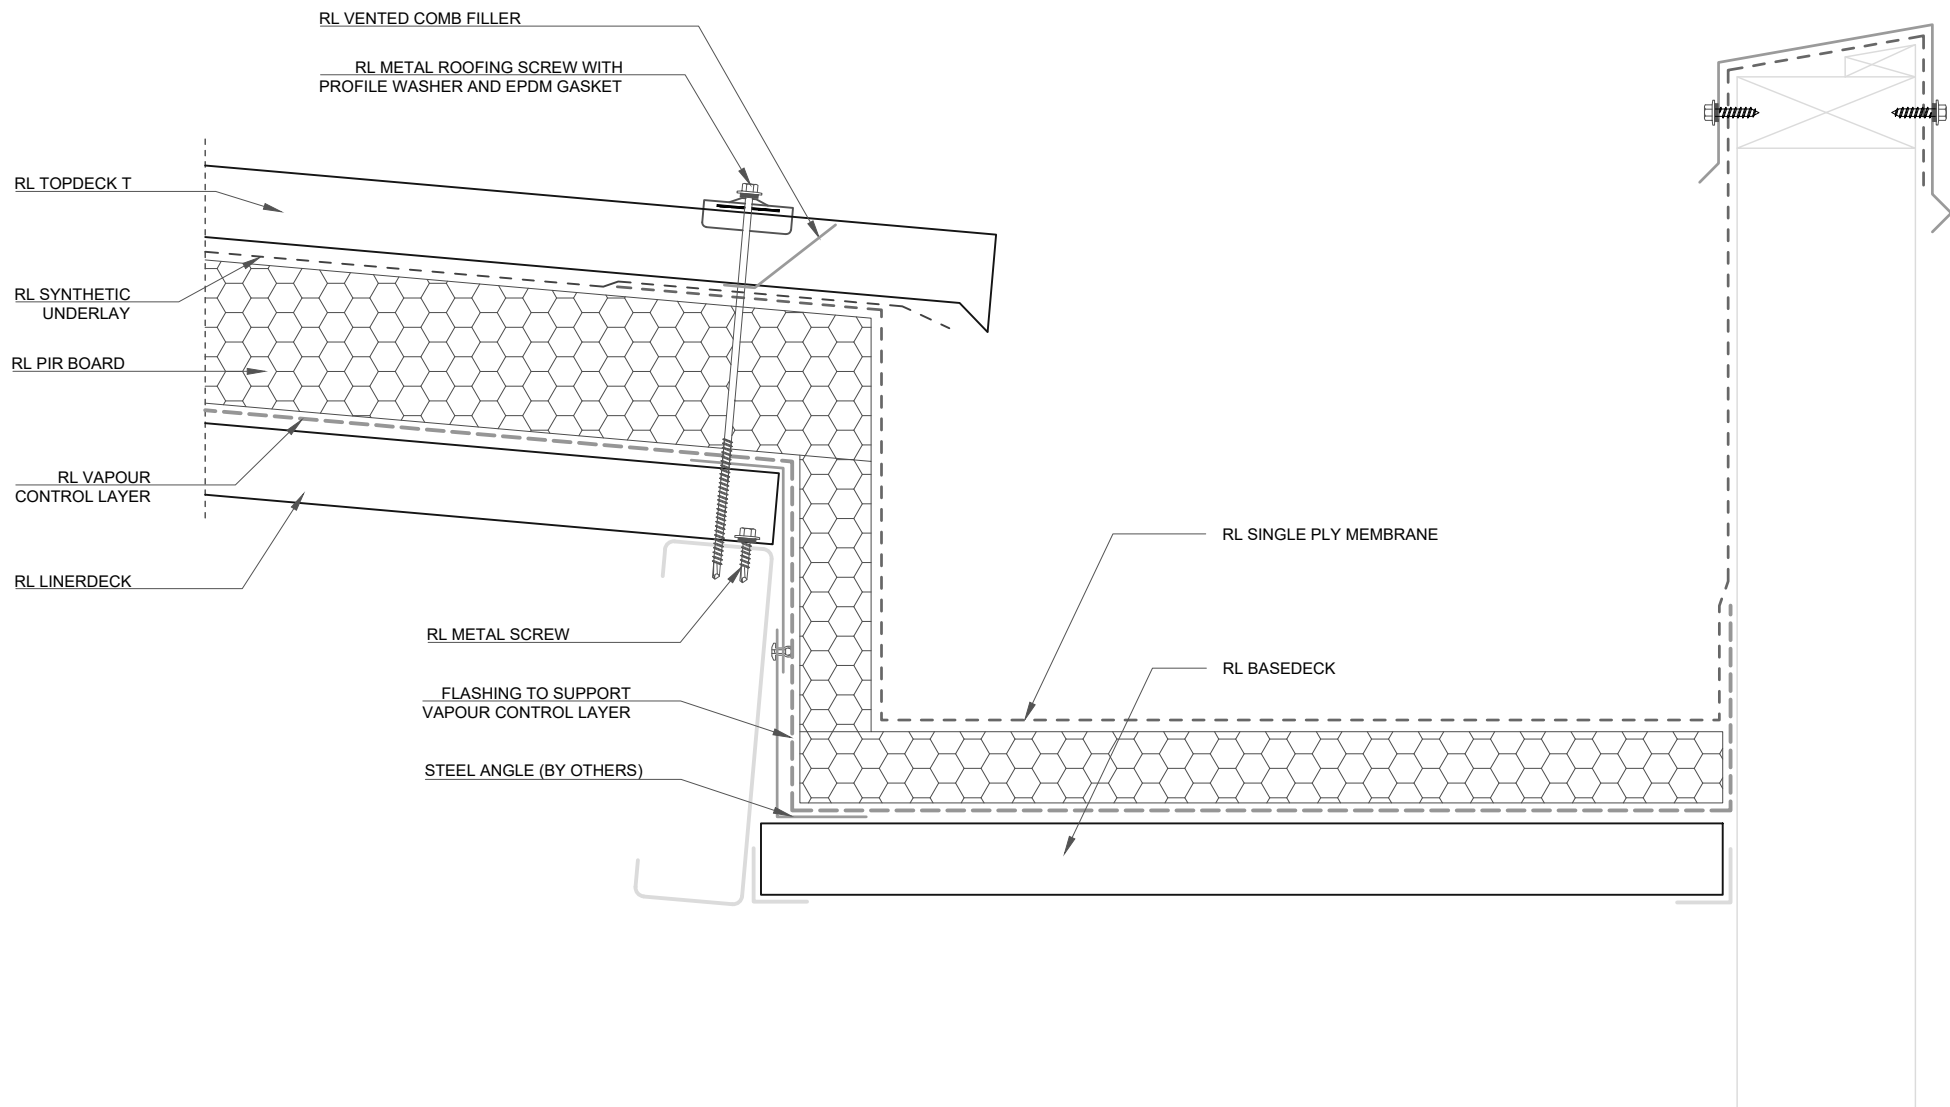 RL VENTED COMB FILLER
RL METAL ROOFING SCREW WITH
PROFILE WASHER AND EPDM GASKET
RL TOPDECK T
RL SYNTHETIC
UNDERLAY
RL PIR BOARD
RL VAPOUR
CONTROL LAYER
RL LINERDECK
RL METAL SCREW
FLASHING TO SUPPORT
VAPOUR CONTROL LAYER
STEEL ANGLE (BY OTHERS)
RL SINGLE PLY MEMBRANE
RL BASEDECK